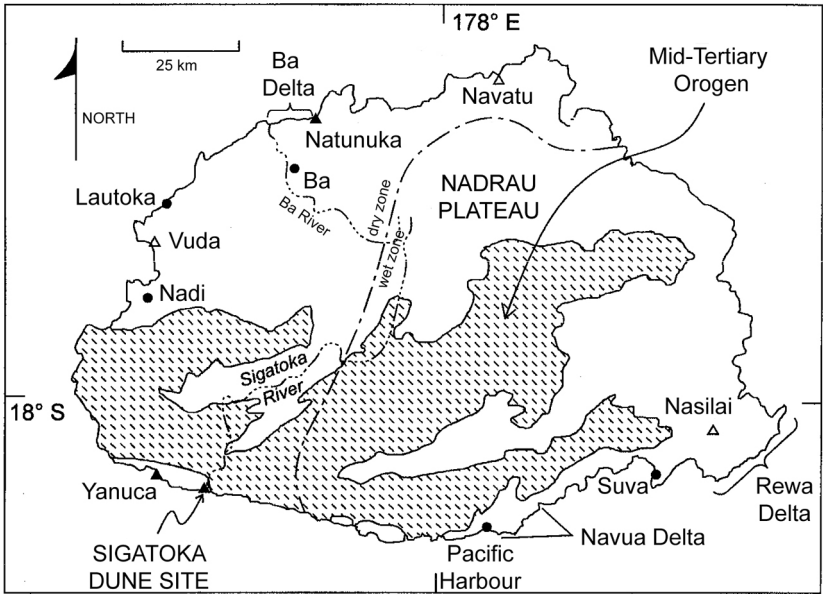 178° E
25 km
NORTH
Ba
Delta
Navatu
Mid-Tertiary
Orogen
Natunuka
Ba
Lautoka
Ba River
dry zone
wet zone
NADRAU
PLATEAU
Vuda
Nadi
Sigatoka
River
18° S
Nasilai
Yanuca
Suva
Rewa
Delta
SIGATOKA
DUNE SITE
Pacific
Harbour
Navua Delta